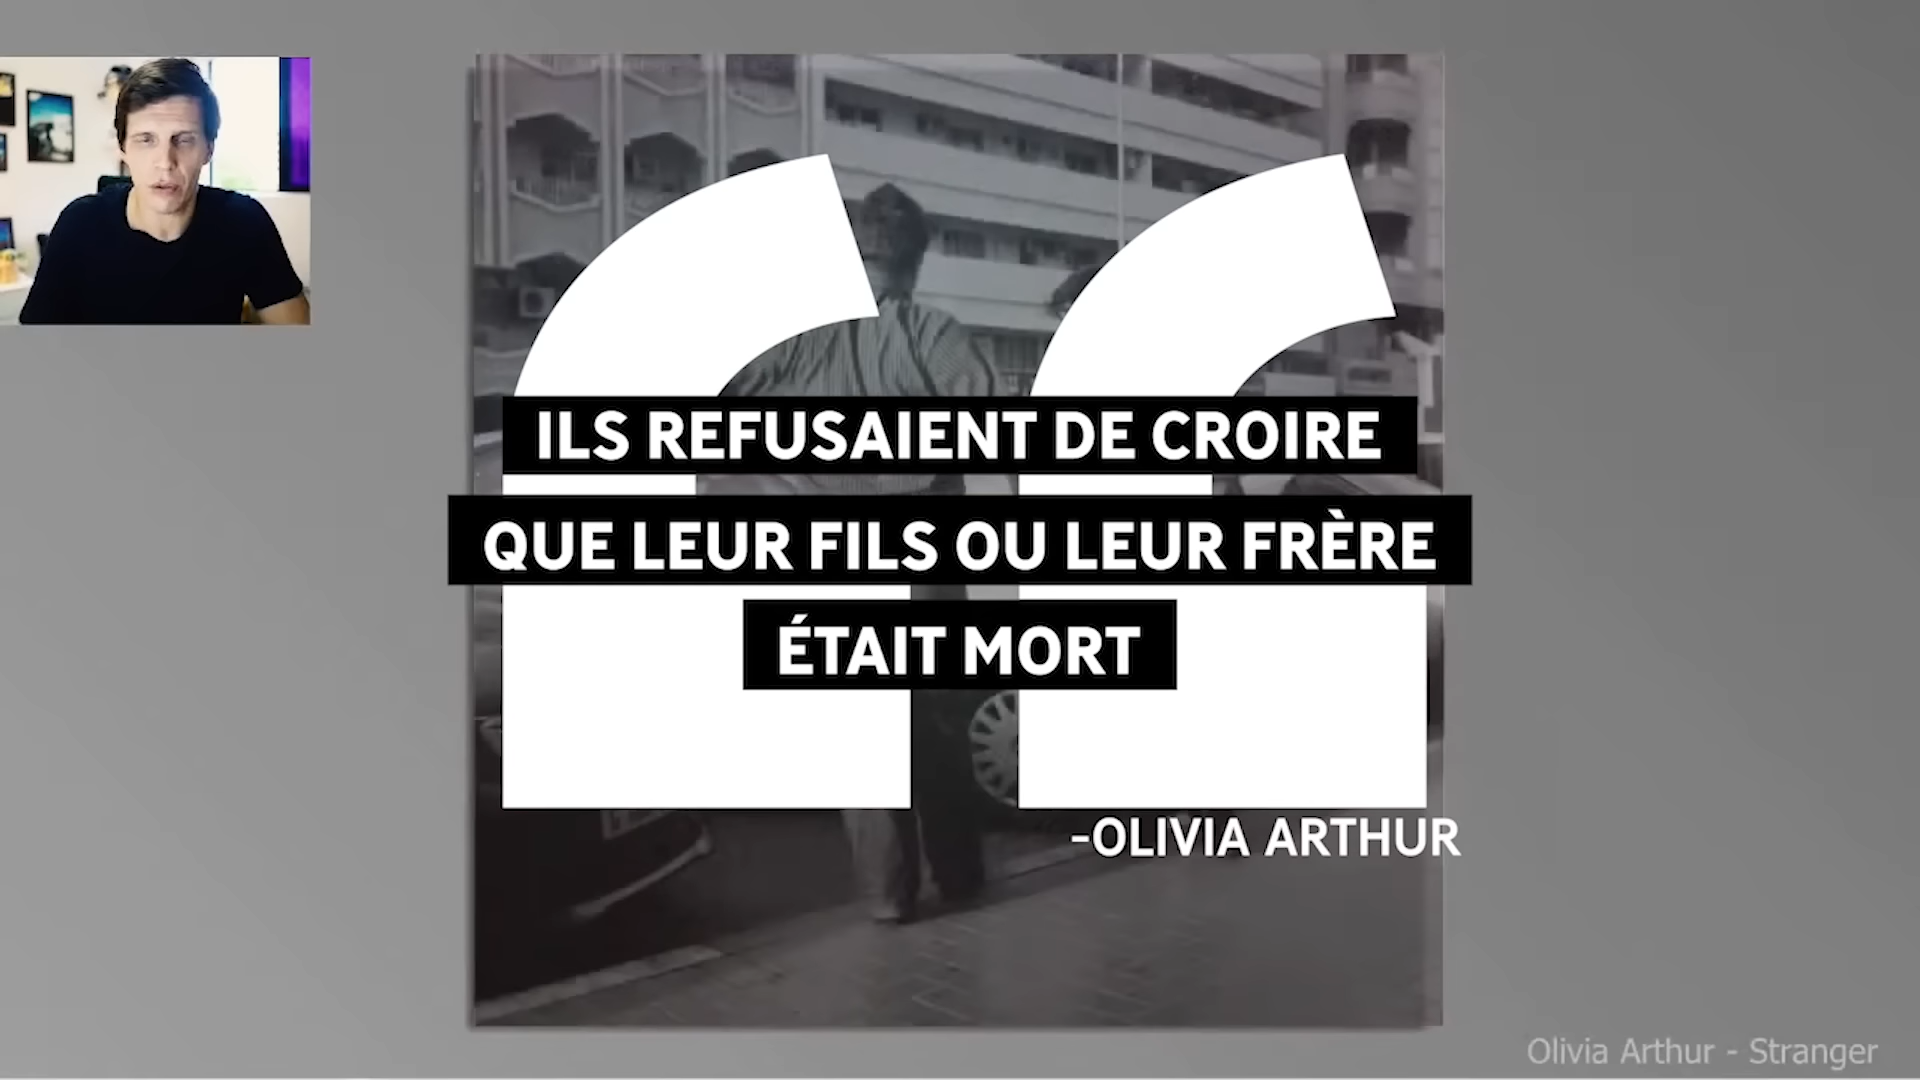 ILS REFUSAIENT DE CROIRE
QUE LEUR FILS OU LEUR FRÈRE
ÉTAIT MORT
-OLIVIA ARTHUR
Olivia Arthur - Stranger